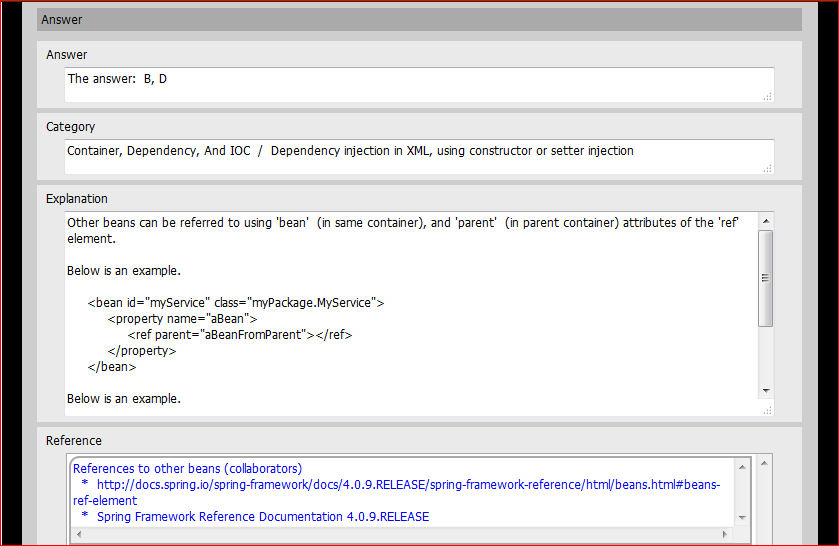 Answer
Answer
The answer:  B, D
Category
Container, Dependency, And IOC  /  Dependency injection in XML, using constructor or setter injection
Explanation
Other beans can be referred to using 'bean'  (in same container), and 'parent'  (in parent container) attributes of the 'ref'
element.
Below is an example.
<bean id="myService" class="myPackage.MyService">
<property name="aBean">
<ref parent="aBeanFromParent"></ref>
</property>
</bean>
Below is an example.
Reference
References to other beans (collaborators)
*  http://docs.spring.io/spring-framework/docs/4.0.9.RELEASE/spring-framework-reference/html/beans.html#beans-
ref-element
*  Spring Framework Reference Documentation 4.0.9.RELEASE